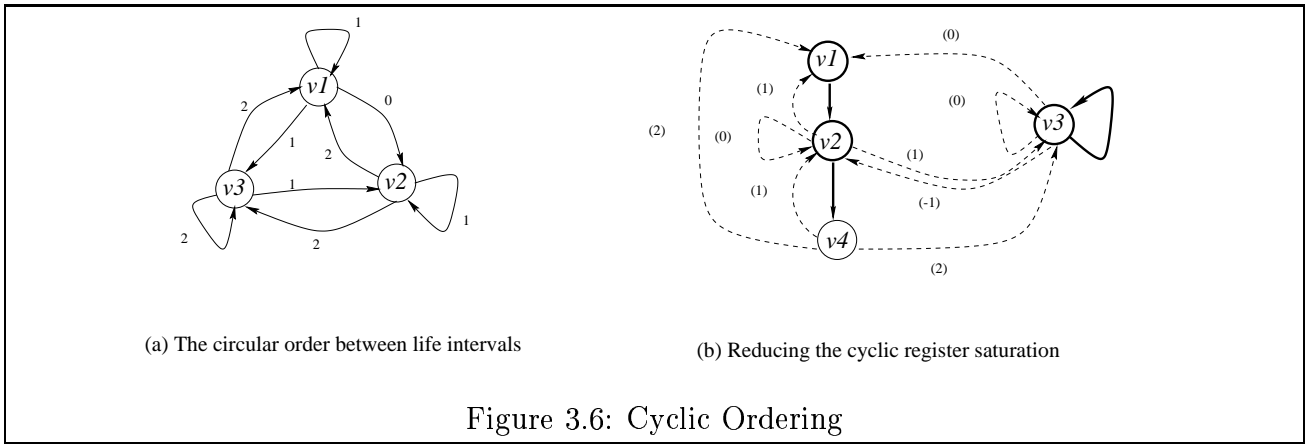 1
v1
2
0
1
2
v3
1
v2
2
2
1
(a) The circular order between life intervals
(0)
v1
(1)
(0)
v3
(2)
(0)
v2
(1)
(1)
(-1)
v4
(2)
(b) Reducing the cyclic register saturation
Figure 3.6: Cyclic Ordering